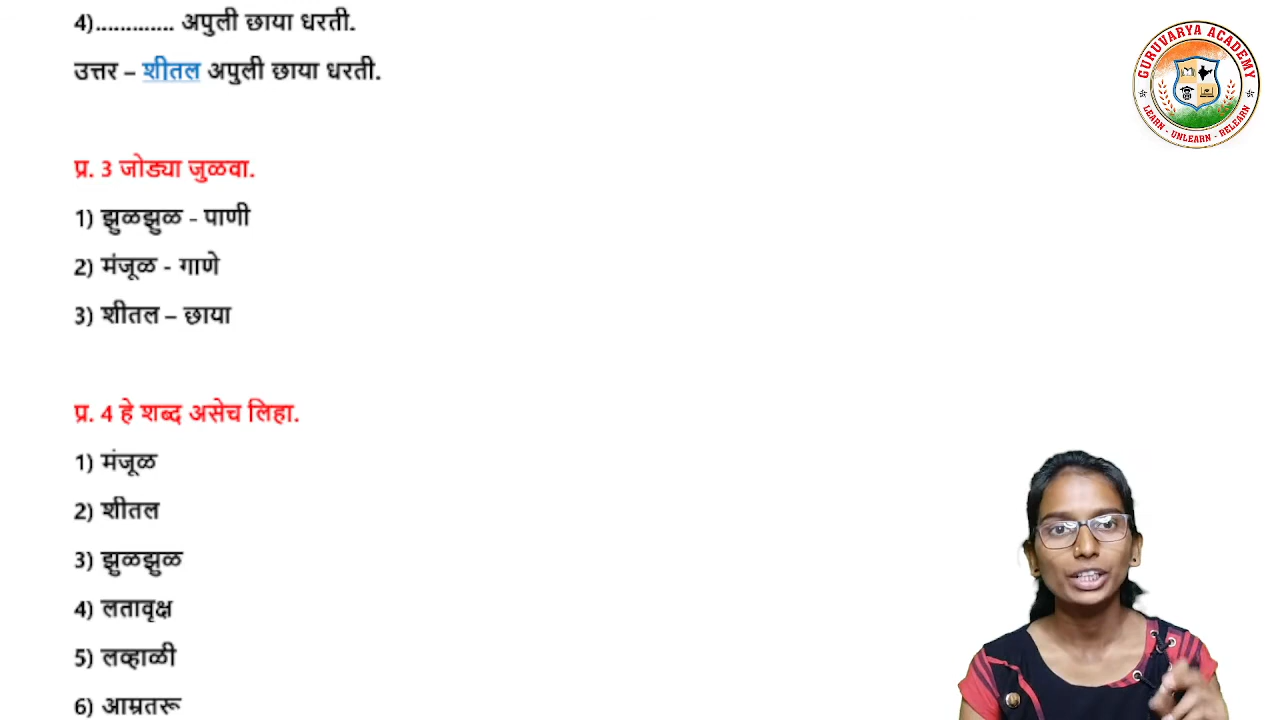 4)............. अपुली छाया धरती.
उत्तर – शीतल अपुली छाया धरती.
प्र. 3 जोड्या जुळवा.
1) झुळझुळ - पाणी
2) मंजूळ - गाणे
3) शीतल – छाया
प्र. 4 हे शब्द असेच लिहा.
1) मंजूळ
2) शीतल
3) झुळझुळ
4) लतावृक्ष
5) लव्हाळी
6) आम्रतरू
GURUVARYA ACADEMY
LEARN - UNLEARN - RELEARN